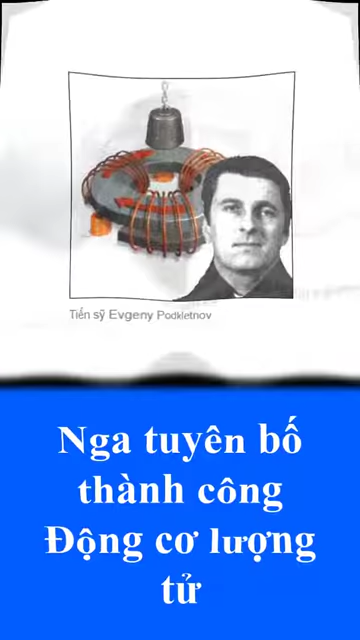 Tiến sỹ Evgeny Podkletnov
Nga tuyên bố
thành công
Động cơ lượng
tử